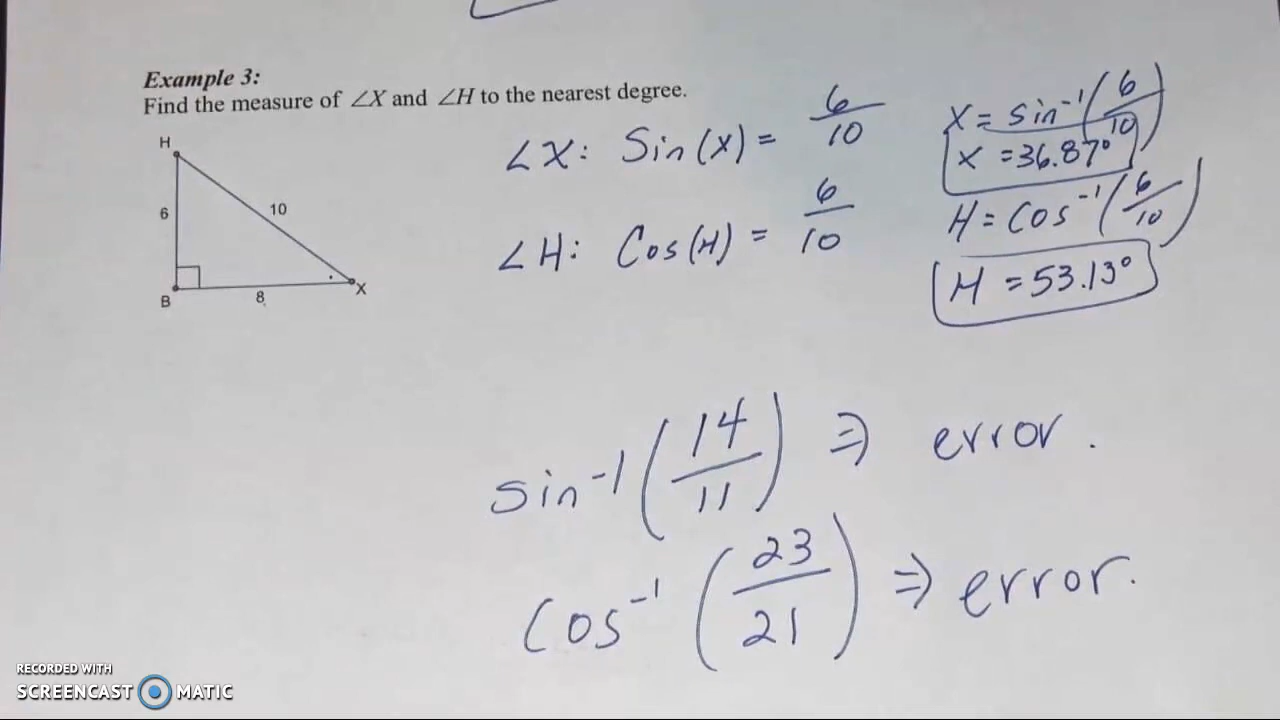 Example 3:
Find the measure of ∠X and ∠H to the nearest degree.
H
6
10
B
8
X
∠X: Sin(x) = 6/10
X = sin⁻¹(6/10)
X = 36.87°
∠H: Cos(H) = 6/10
H = Cos⁻¹(6/10)
H = 53.13°
sin⁻¹(14/11) ⇒ error.
Cos⁻¹(23/21) ⇒ error.
RECORDED WITH
SCREENCAST MATIC